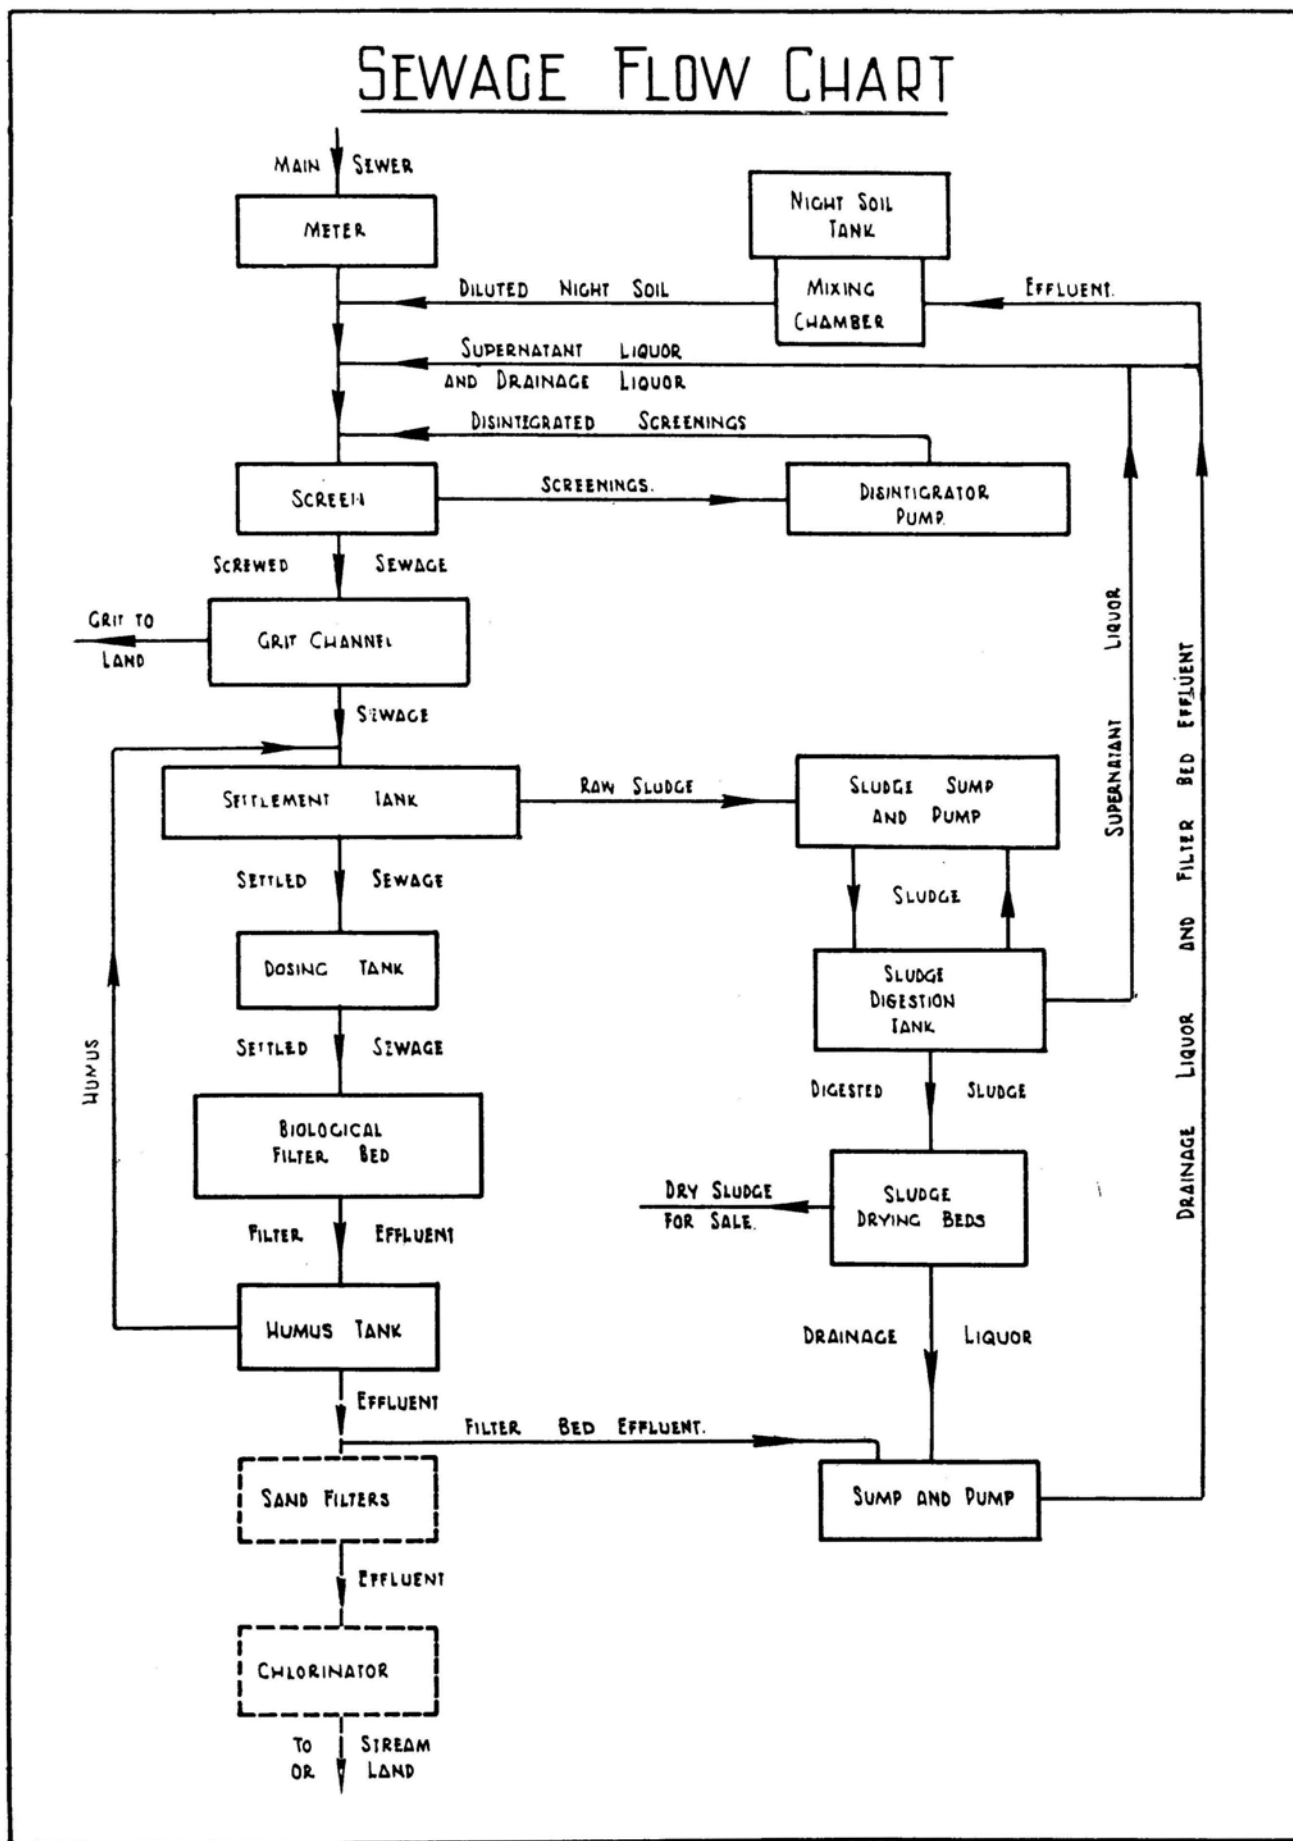 SEWAGE FLOW CHART
MAIN SEWER
METER
NIGHT SOIL
TANK
DILUTED NIGHT SOIL
MIXING
CHAMBER
EFFLUENT.
SUPERNATANT LIQUOR
AND DRAINAGE LIQUOR
DISINTEGRATED SCREENINGS
SCREEN
SCREENINGS.
DISINTIGRATOR
PUMP.
SCREWED SEWAGE
GRIT TO
LAND
GRIT CHANNEL
SEWAGE
SETTLEMENT TANK
RAW SLUDGE
SLUDGE SUMP
AND PUMP
SETTLED SEWAGE
SLUDGE
DOSING TANK
SLUDGE
DIGESTION
TANK
SUPERNATANT LIQUOR
DRAINAGE LIQUOR AND FILTER BED EFFLUENT
HUMUS
SETTLED SEWAGE
DIGESTED SLUDGE
BIOLOGICAL
FILTER BED
DRY SLUDGE
FOR SALE.
SLUDGE
DRYING BEDS
FILTER EFFLUENT
HUMUS TANK
DRAINAGE LIQUOR
EFFLUENT
FILTER BED EFFLUENT.
SAND FILTERS
SUMP AND PUMP
EFFLUENT
CHLORINATOR
TO STREAM
OR LAND